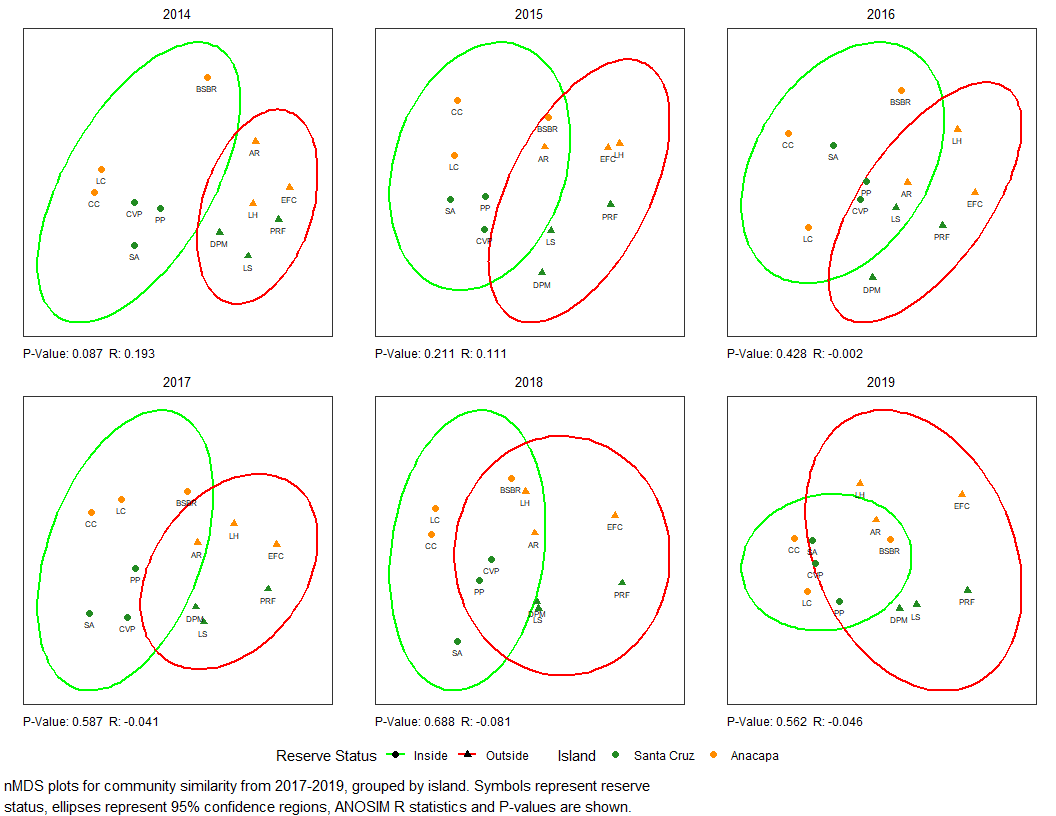 2014
2015
2016
BSBR
AR
LC
CC
CVP
PP
LH
EFC
PRF
DPM
SA
LS
CC
BSBR
AR
EFC
LH
LC
SA
PP
PRF
CVP
LS
DPM
BSBR
LH
CC
SA
PP
AR
CVP
LS
EFC
LC
PRF
DPM
P-Value: 0.087 R: 0.193
P-Value: 0.211 R: 0.111
P-Value: 0.428 R: -0.002
2017
2018
2019
BSBR
LC
CC
LH
AR
EFC
PP
PRF
SA
CVP
DPM
LS
BSBR
LH
LC
CC
AR
EFC
CVP
PP
PRF
DPM
LS
SA
LH
EFC
AR
CC
SA
BSBR
CVP
LC
PP
DPM
LS
PRF
P-Value: 0.587 R: -0.041
P-Value: 0.688 R: -0.081
P-Value: 0.562 R: -0.046
Reserve Status Inside Outside Island Santa Cruz Anacapa
nMDS plots for community similarity from 2017-2019, grouped by island. Symbols represent reserve
status, ellipses represent 95% confidence regions, ANOSIM R statistics and P-values are shown.